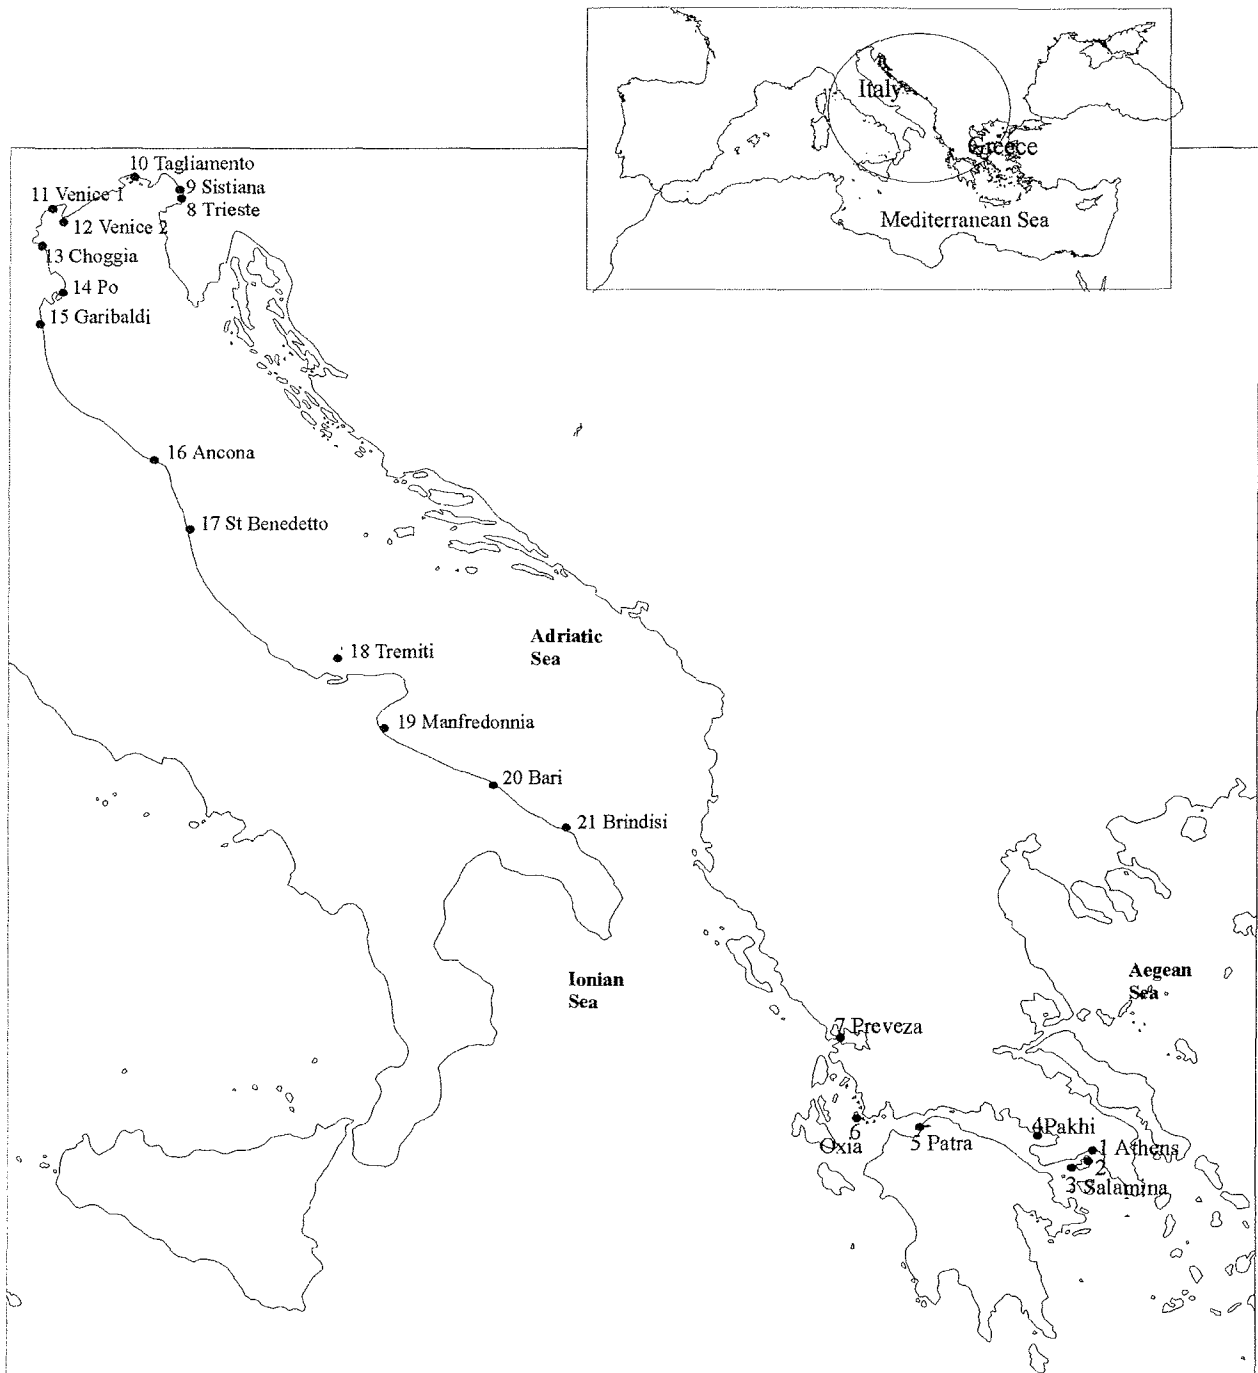 Italy
Greece
Mediterranean Sea
10 Tagliamento
9 Sistiana
8 Trieste
11 Venice 1
12 Venice 2
13 Choggia
14 Po
15 Garibaldi
16 Ancona
17 St Benedetto
Adriatic
Sea
18 Tremiti
19 Manfredonnia
20 Bari
21 Brindisi
Ionian
Sea
Aegean
Sea
7 Preveza
6
Oxia
5 Patra
4Pakhi
1 Athens
2
3 Salamina